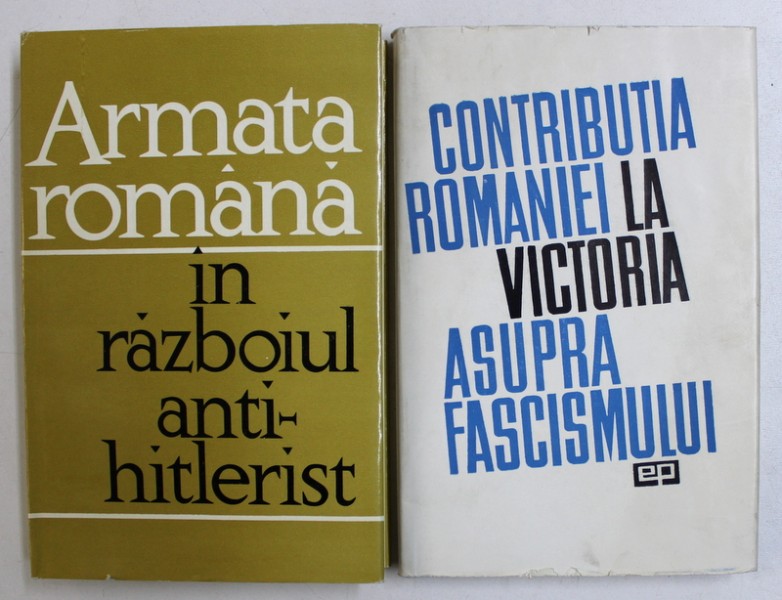 Armata
română
în
războiul
anti-
hitlerist
CONTRIBUTIA
ROMANIEI LA
VICTORIA
ASUPRA
FASCISMULUI
ep